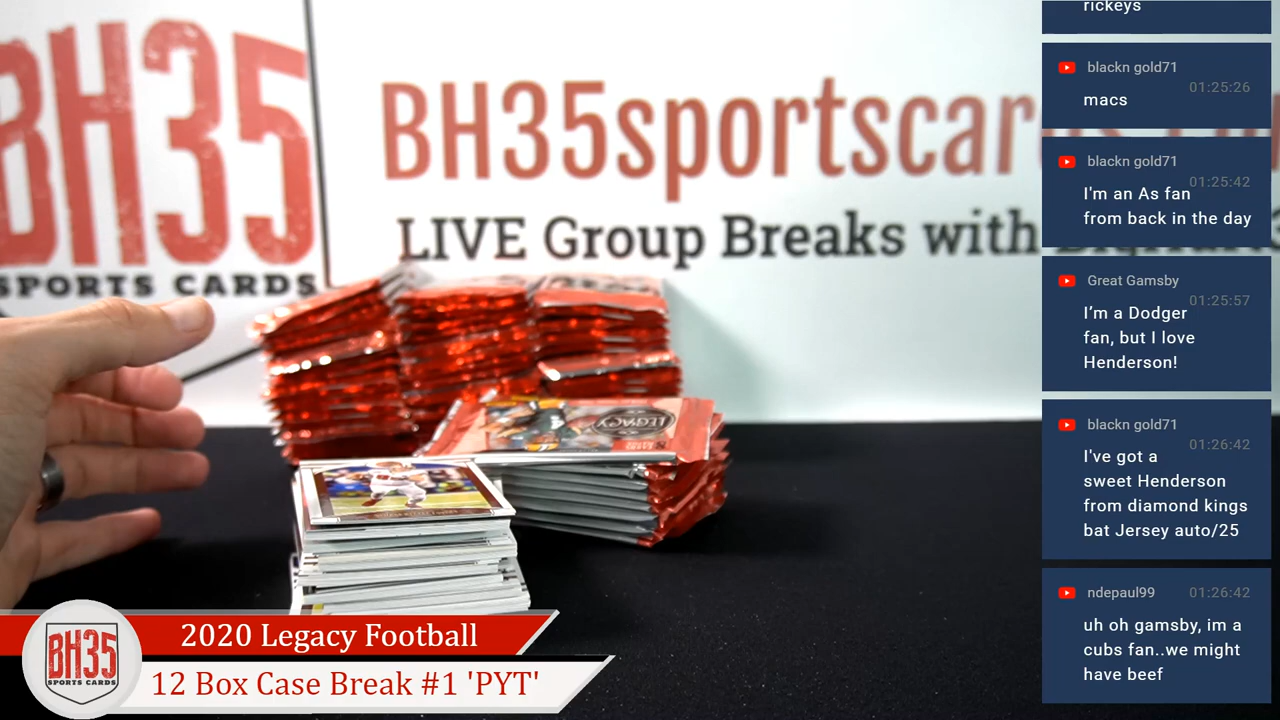 BH35
SPORTS CARDS
BH35sportscar
LIVE Group Breaks with
LEGACY
2020 Legacy Football
12 Box Case Break #1 'PYT'
BH35
SPORTS CARDS
rickeys
blackn gold71
01:25:26
macs
blackn gold71
01:25:42
I'm an As fan
from back in the day
Great Gamsby
01:25:57
I'm a Dodger
fan, but I love
Henderson!
blackn gold71
01:26:42
I've got a
sweet Henderson
from diamond kings
bat Jersey auto/25
ndepaul99
01:26:42
uh oh gamsby, im a
cubs fan..we might
have beef